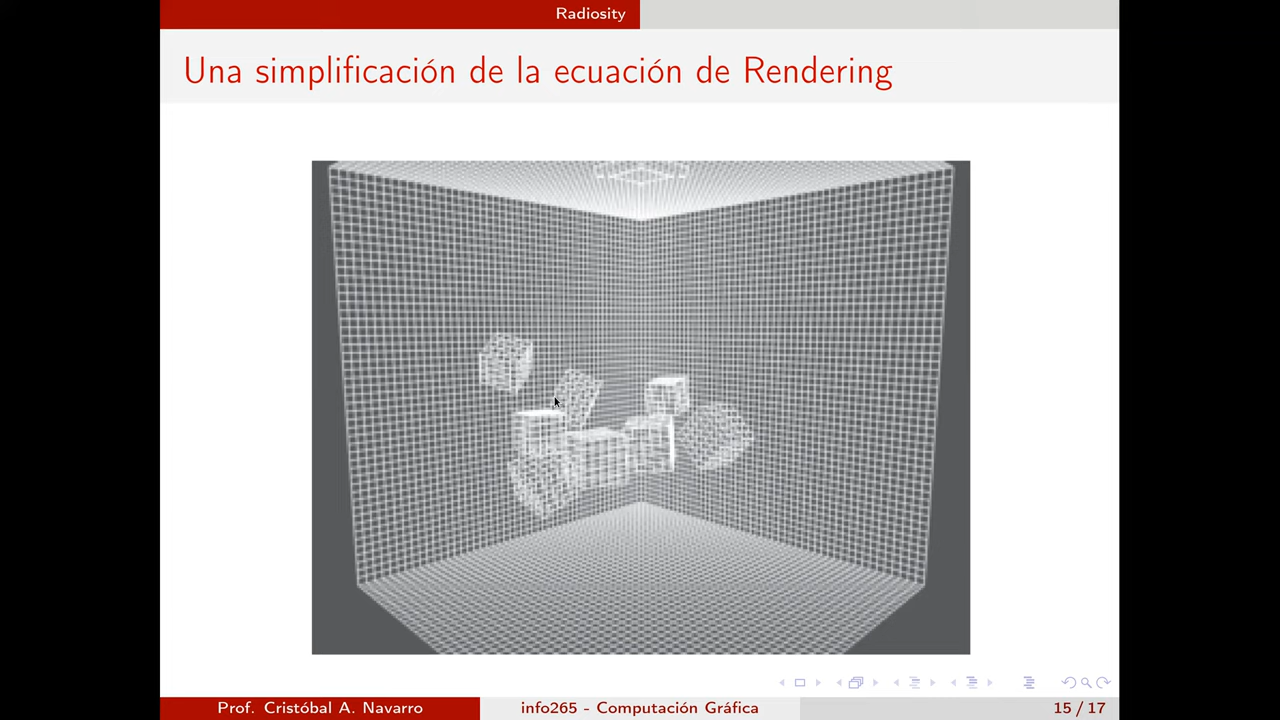 Radiosity
Una simplificación de la ecuación de Rendering
Prof. Cristóbal A. Navarro
info265 - Computación Gráfica
15 / 17